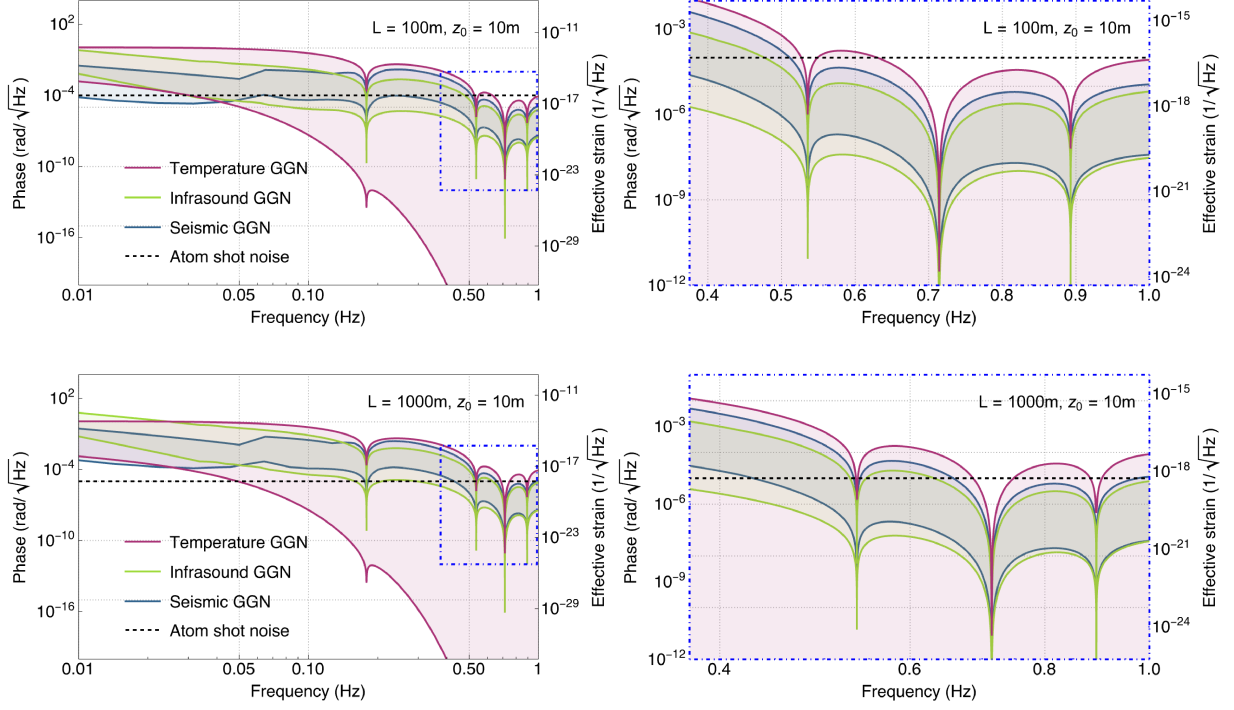 L = 100m, z₀ = 10m
Phase (rad/√Hz)
10²
10⁻⁴
10⁻¹⁰
10⁻¹⁶
Temperature GGN
Infrasound GGN
Seismic GGN
Atom shot noise
10⁻¹¹
10⁻¹⁷
10⁻²³
10⁻²⁹
Effective strain (1/√Hz)
0.01 0.05 0.10 0.50 1
Frequency (Hz)
L = 100m, z₀ = 10m
Phase (rad/√Hz)
10⁻³
10⁻⁶
10⁻⁹
10⁻¹²
10⁻¹⁵
10⁻¹⁸
10⁻²¹
10⁻²⁴
Effective strain (1/√Hz)
0.4 0.5 0.6 0.7 0.8 0.9 1.0
Frequency (Hz)
L = 1000m, z₀ = 10m
Phase (rad/√Hz)
10²
10⁻⁴
10⁻¹⁰
10⁻¹⁶
Temperature GGN
Infrasound GGN
Seismic GGN
Atom shot noise
10⁻¹¹
10⁻¹⁷
10⁻²³
10⁻²⁹
Effective strain (1/√Hz)
0.01 0.05 0.10 0.50 1
Frequency (Hz)
L = 1000m, z₀ = 10m
Phase (rad/√Hz)
10⁻³
10⁻⁶
10⁻⁹
10⁻¹²
10⁻¹⁵
10⁻¹⁸
10⁻²¹
10⁻²⁴
Effective strain (1/√Hz)
0.4 0.6 0.8 1.0
Frequency (Hz)